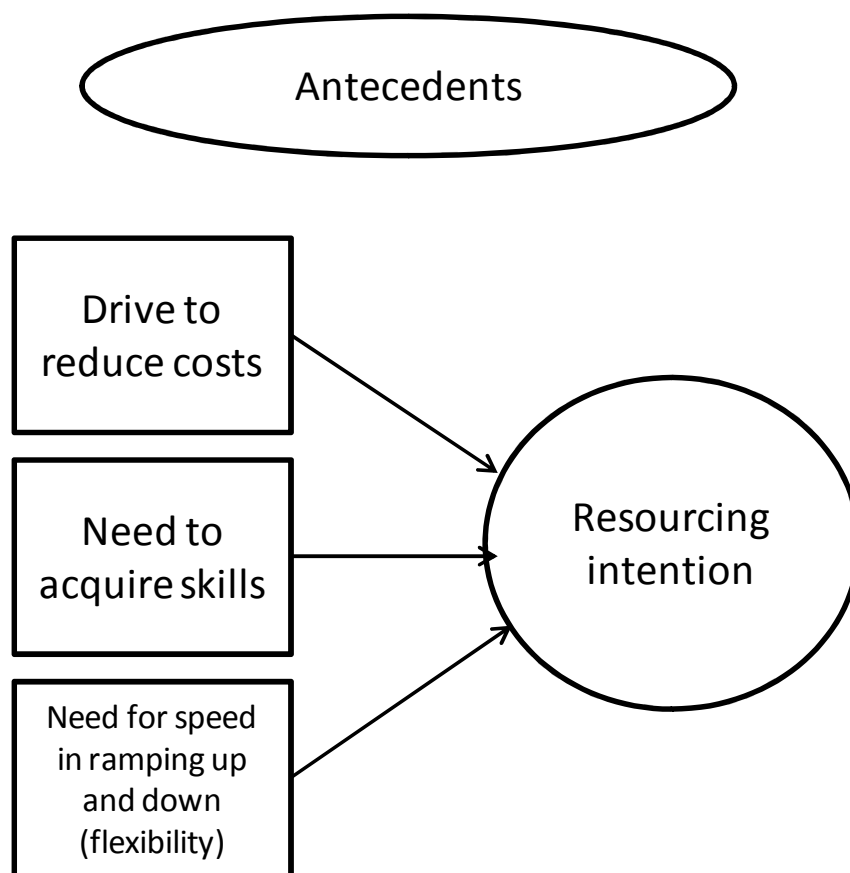 Antecedents
Drive to
reduce costs
Need to
acquire skills
Resourcing
intention
Need for speed
in ramping up
and down
(flexibility)